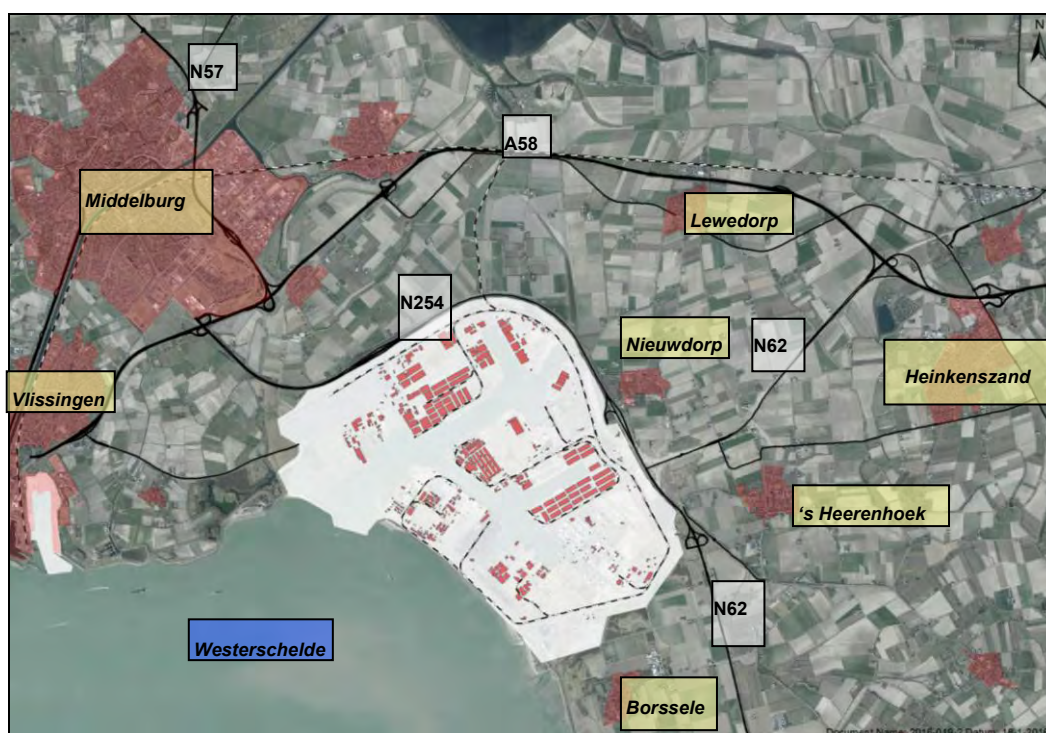 N
N57
A58
Middelburg
Lewedorp
N254
Nieuwdorp
N62
Heinkenszand
Vlissingen
‘s Heerenhoek
N62
Westerschelde
Borssele